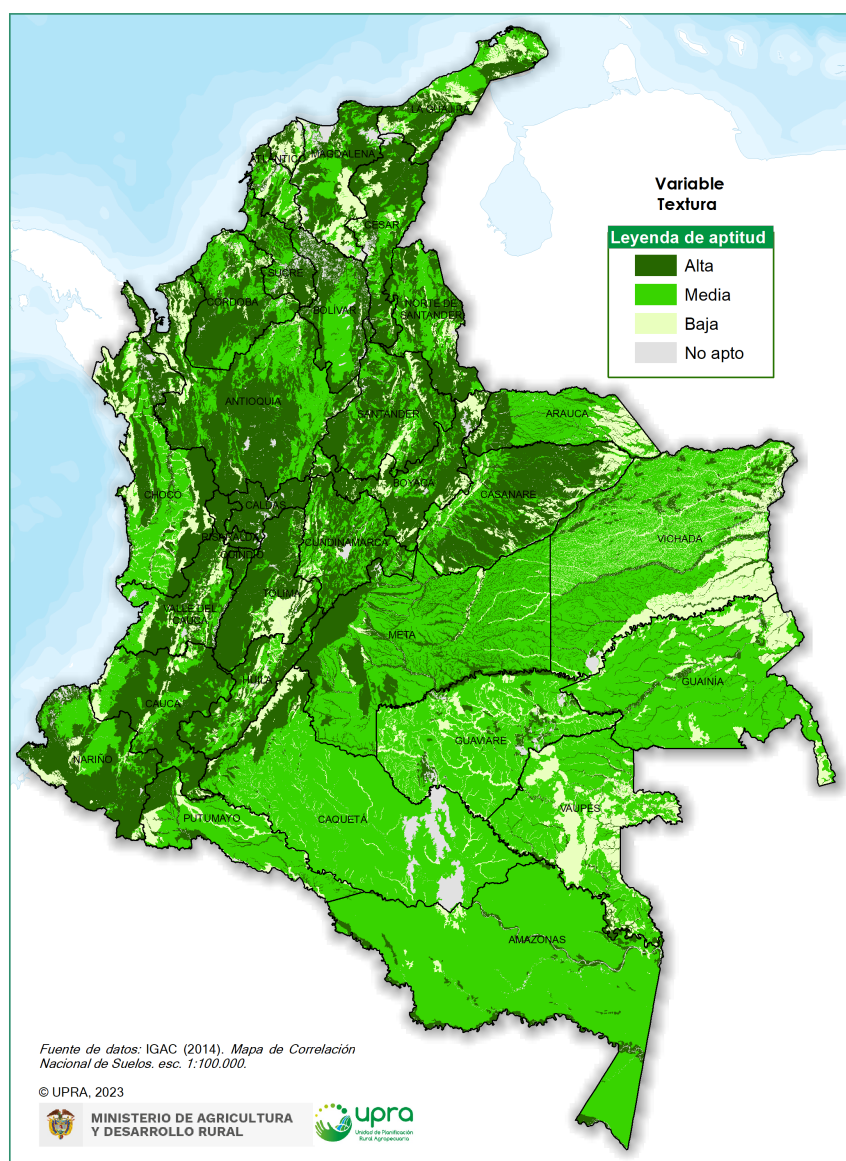 Variable
Textura
Leyenda de aptitud
Alta
Media
Baja
No apto
LA GUAJIRA
ATLÁNTICO
MAGDALENA
CESAR
SUCRE
CÓRDOBA
BOLÍVAR
NORTE DE
SANTANDER
ANTIOQUIA
SANTANDER
ARAUCA
CHOCÓ
BOYACÁ
CASANARE
CALDAS
RISARALDA
QUINDÍO
CUNDINAMARCA
VICHADA
TOLIMA
VALLE DEL
CAUCA
META
HUILA
GUAINÍA
CAUCA
GUAVIARE
NARIÑO
VAUPÉS
PUTUMAYO
CAQUETÁ
AMAZONAS
Fuente de datos: IGAC (2014). Mapa de Correlación
Nacional de Suelos. esc. 1:100.000.
© UPRA, 2023
MINISTERIO DE AGRICULTURA
Y DESARROLLO RURAL
upra
Unidad de Planificación
Rural Agropecuaria